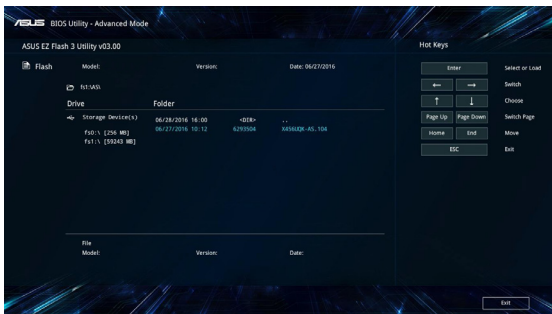 ASUS BIOS Utility - Advanced Mode
ASUS EZ Flash 3 Utility v03.00
Flash Model: Version: Date: 06/27/2016
fs1:\AS\
Drive Folder
Storage Device(s)
fs0:\ [256 MB]
fs1:\ [59243 MB]
06/28/2016 16:00 <DIR> ..
06/27/2016 10:12 6293504 X456UQK-AS.104
File
Model: Version: Date:
Hot Keys
Enter Select or Load
← → Switch
↑ ↓ Choose
Page Up Page Down Switch Page
Home End Move
ESC Exit
Exit